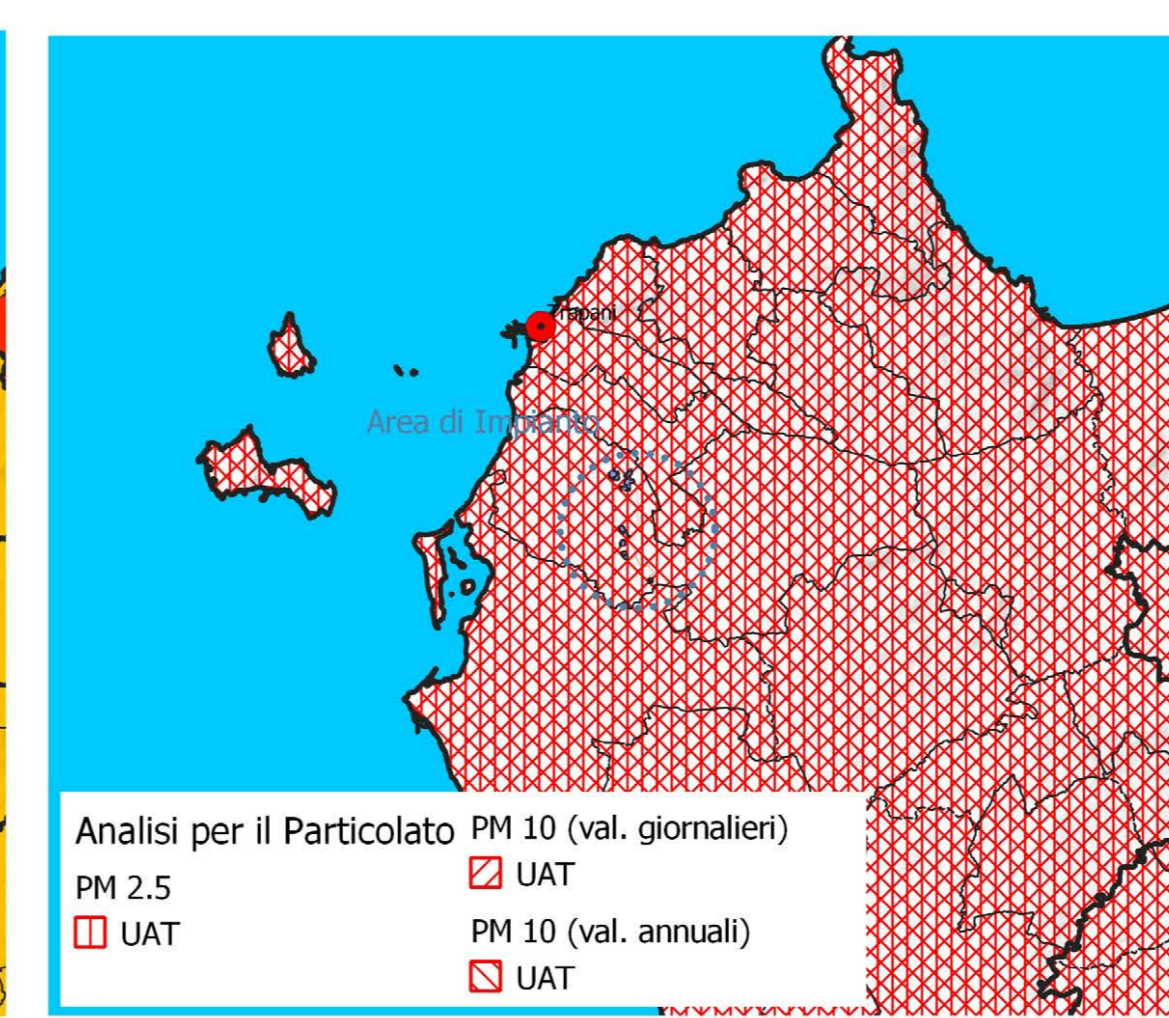 Trapani
Area di Impianto
Analisi per il Particolato
PM 2.5
UAT
PM 10 (val. giornalieri)
UAT
PM 10 (val. annuali)
UAT